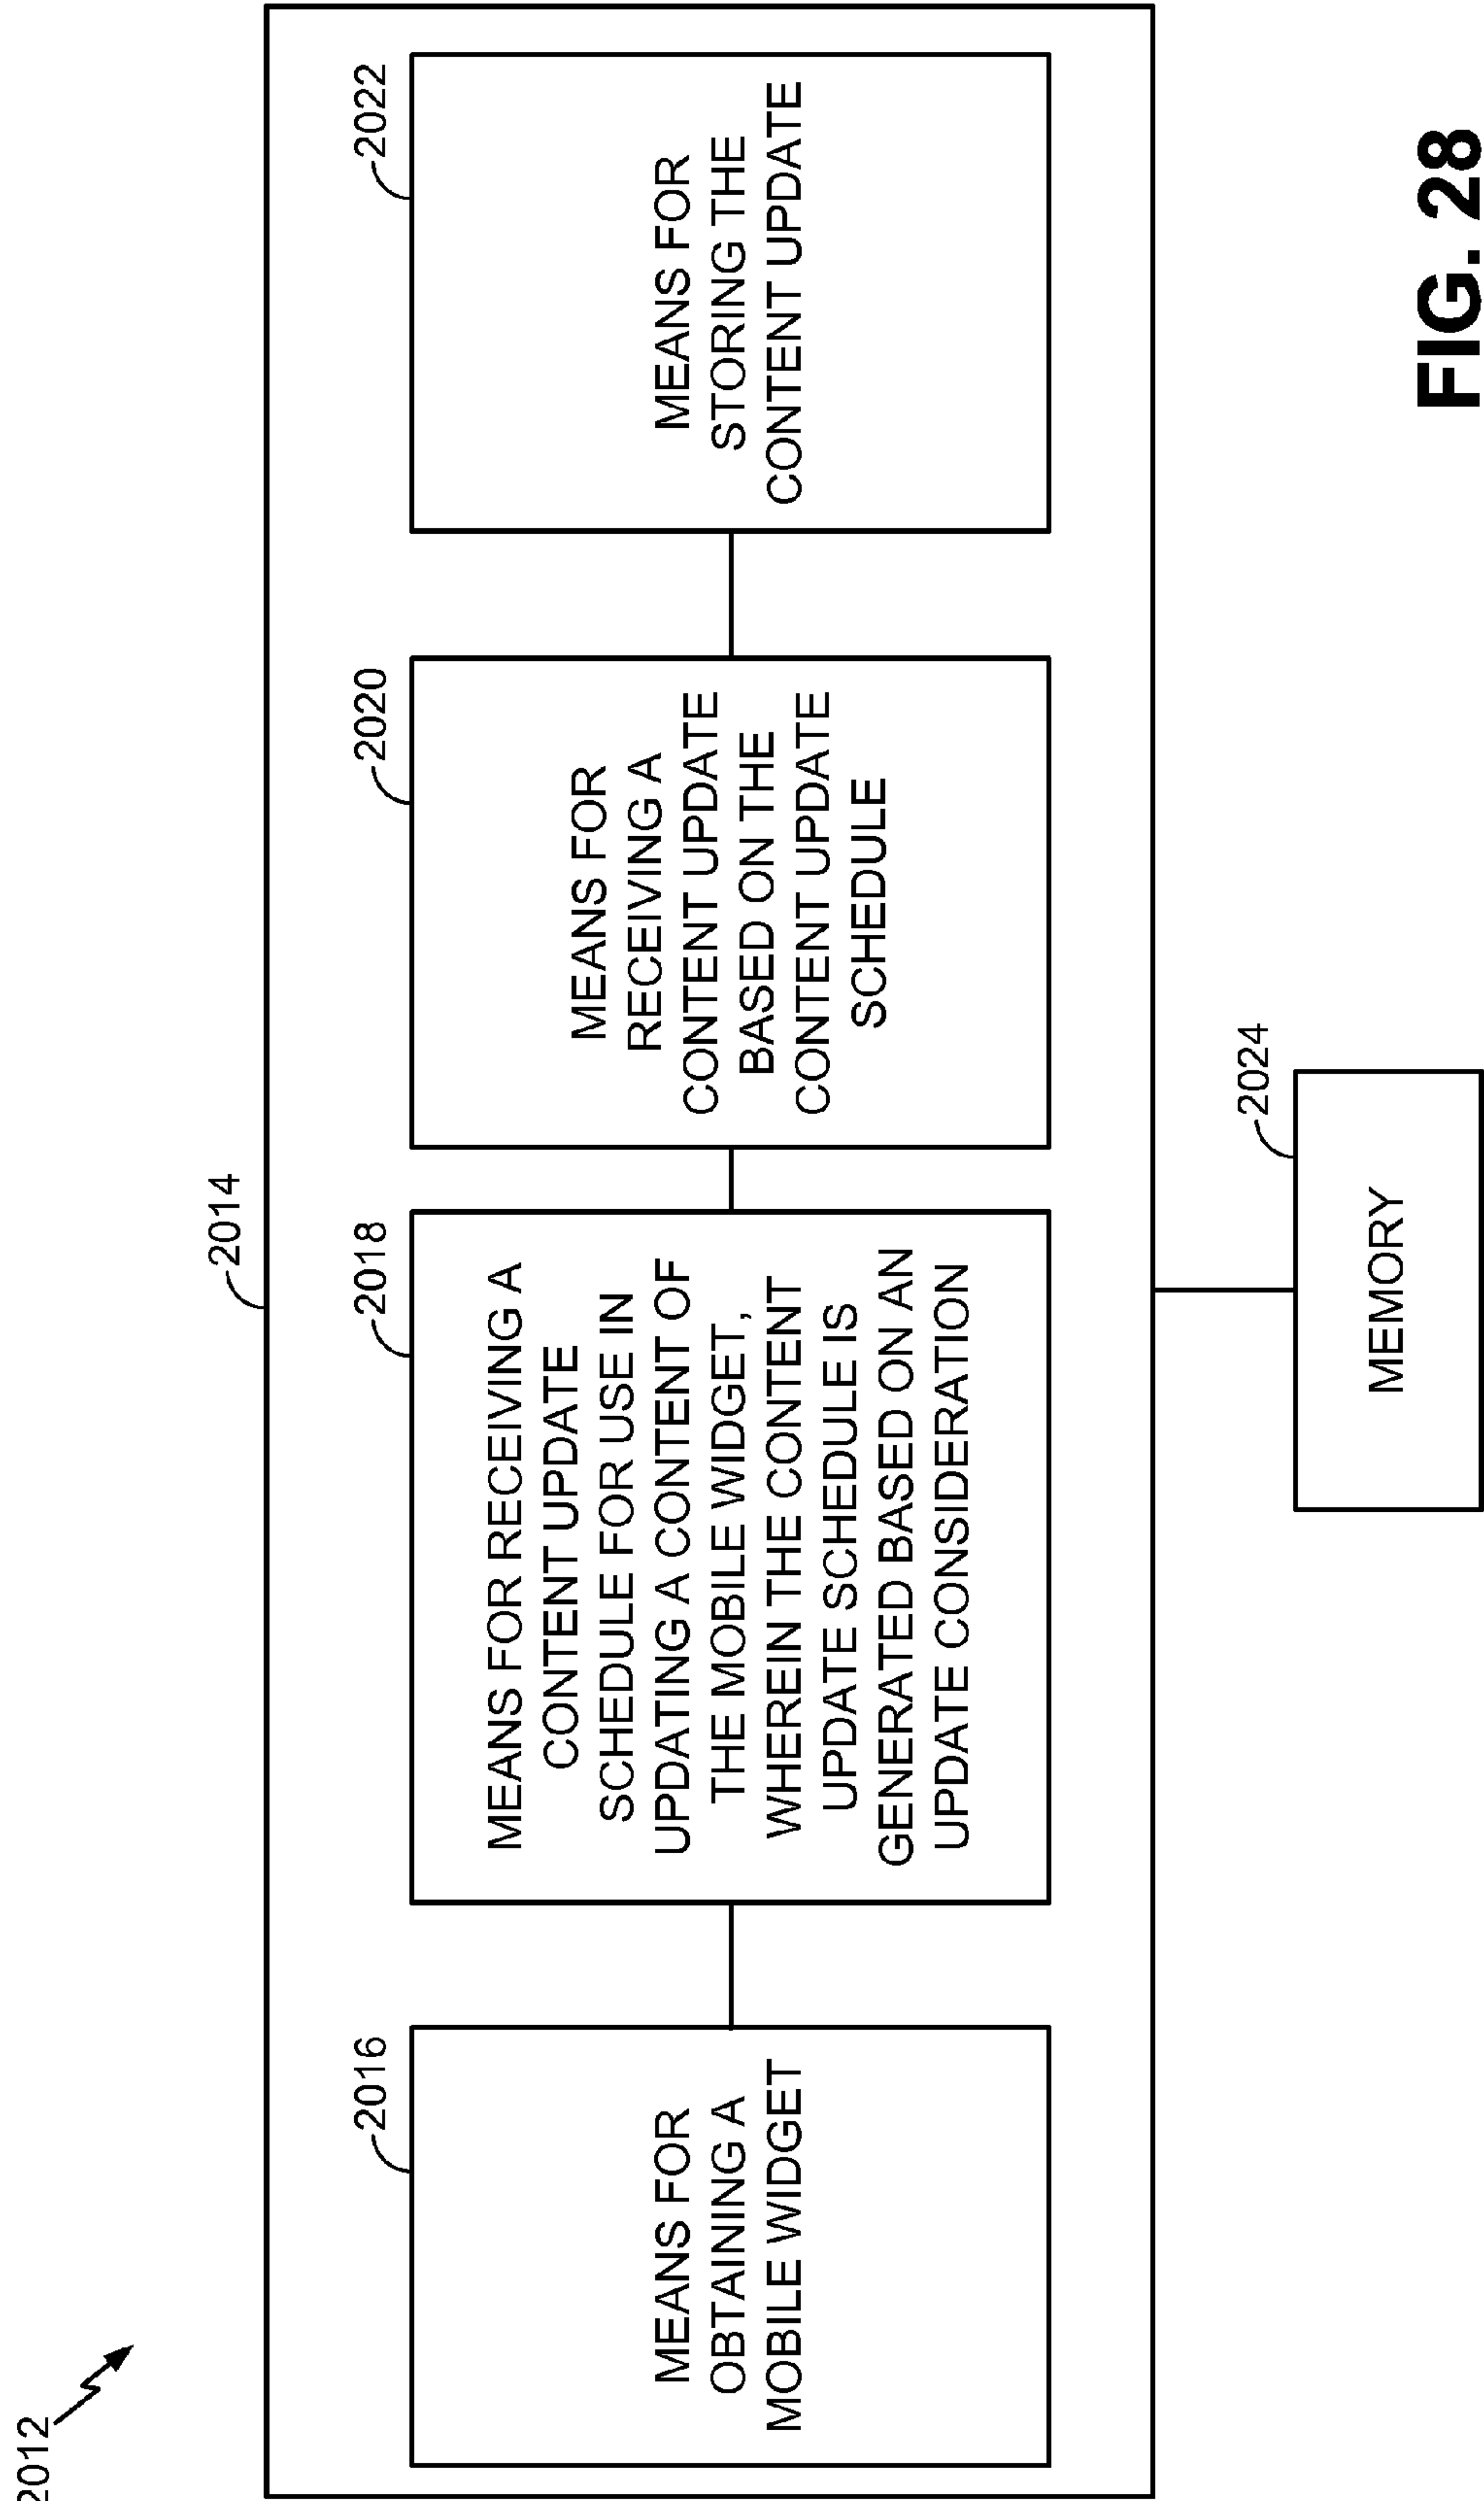 2012
2014
2016
MEANS FOR
OBTAINING A
MOBILE WIDGET
2018
MEANS FOR RECEIVING A
CONTENT UPDATE
SCHEDULE FOR USE IN
UPDATING A CONTENT OF
THE MOBILE WIDGET,
WHEREIN THE CONTENT
UPDATE SCHEDULE IS
GENERATED BASED ON AN
UPDATE CONSIDERATION
2020
MEANS FOR
RECEIVING A
CONTENT UPDATE
BASED ON THE
CONTENT UPDATE
SCHEDULE
2022
MEANS FOR
STORING THE
CONTENT UPDATE
2024
MEMORY
FIG. 28